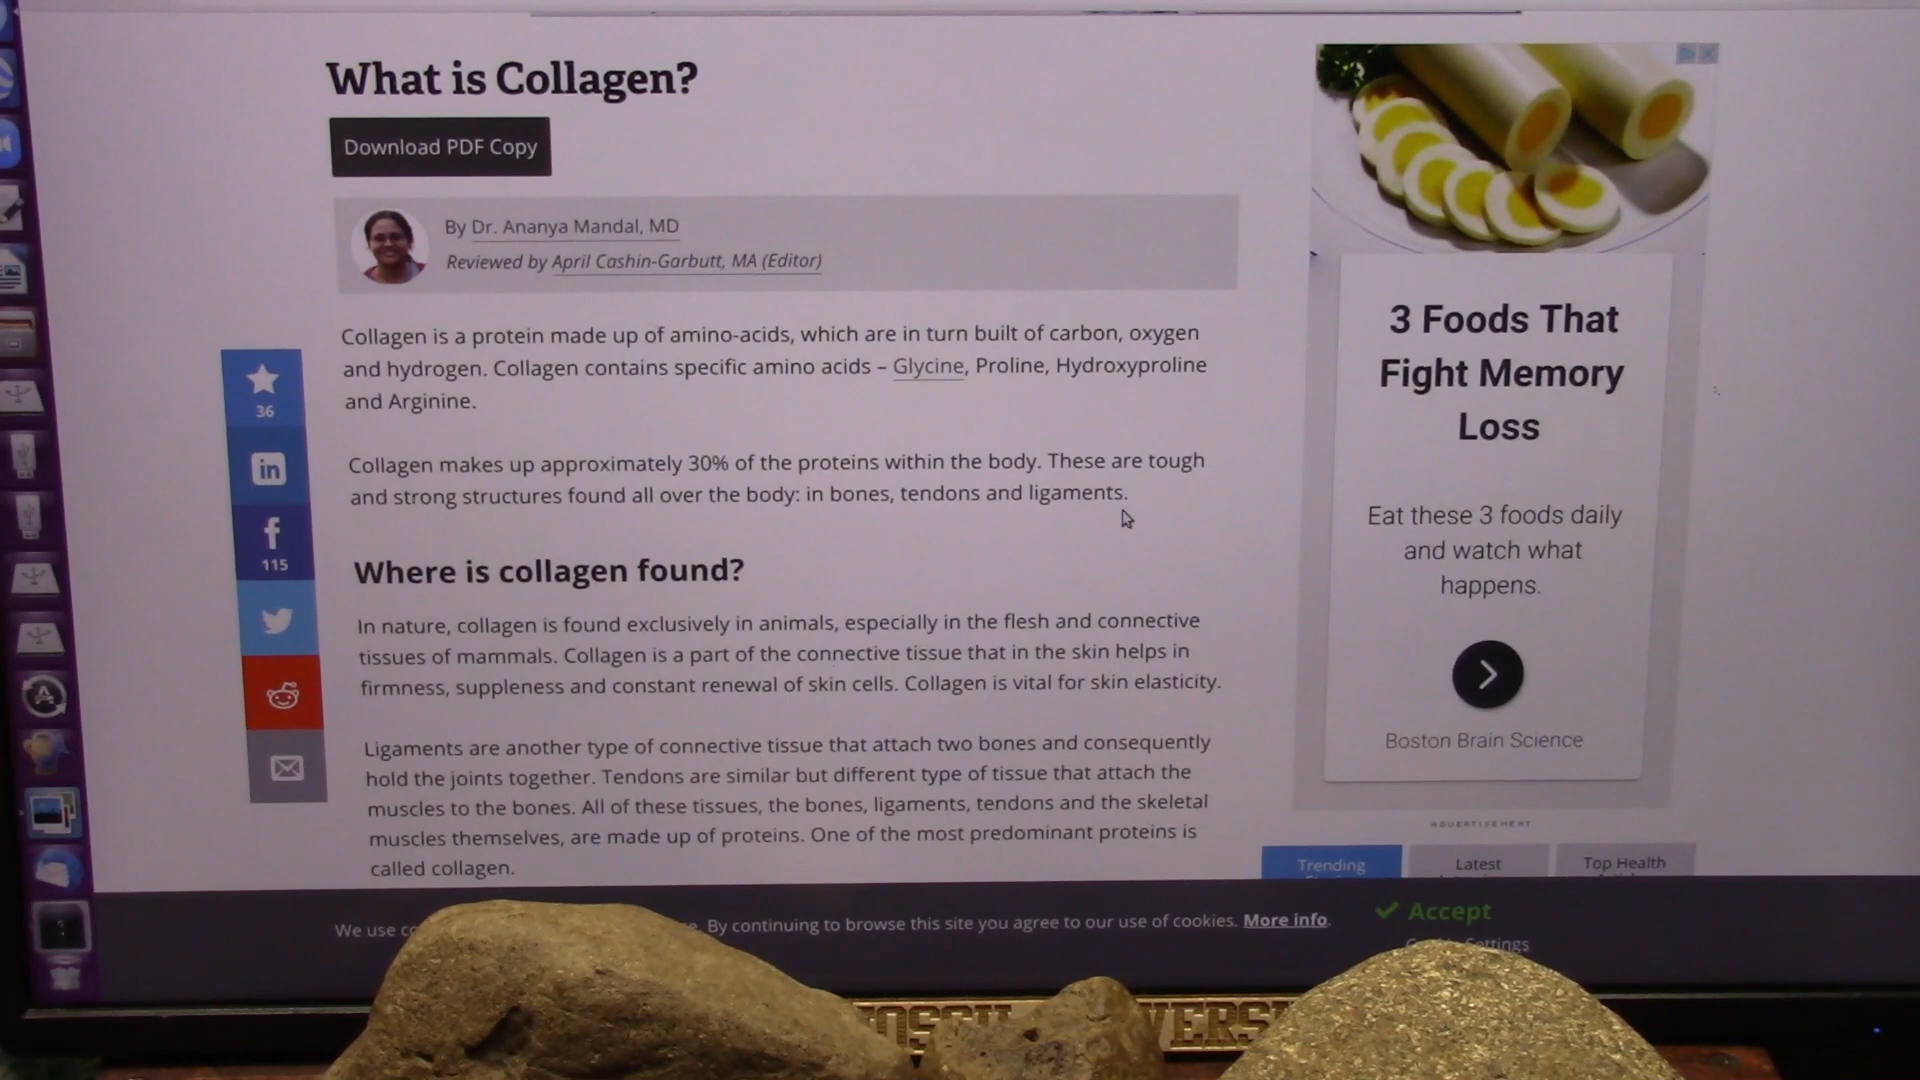 What is Collagen?
Download PDF Copy
By Dr. Ananya Mandal, MD
Reviewed by April Cashin-Garbutt, MA (Editor)
Collagen is a protein made up of amino-acids, which are in turn built of carbon, oxygen
and hydrogen. Collagen contains specific amino acids – Glycine, Proline, Hydroxyproline
and Arginine.
Collagen makes up approximately 30% of the proteins within the body. These are tough
and strong structures found all over the body: in bones, tendons and ligaments.
Where is collagen found?
In nature, collagen is found exclusively in animals, especially in the flesh and connective
tissues of mammals. Collagen is a part of the connective tissue that in the skin helps in
firmness, suppleness and constant renewal of skin cells. Collagen is vital for skin elasticity.
Ligaments are another type of connective tissue that attach two bones and consequently
hold the joints together. Tendons are similar but different type of tissue that attach the
muscles to the bones. All of these tissues, the bones, ligaments, tendons and the skeletal
muscles themselves, are made up of proteins. One of the most predominant proteins is
called collagen.
36
in
f
115
3 Foods That
Fight Memory
Loss
Eat these 3 foods daily
and watch what
happens.
Boston Brain Science
ADVERTISEMENT
Trending
Latest
Top Health
We use
By continuing to browse this site you agree to our use of cookies. More info.
Accept